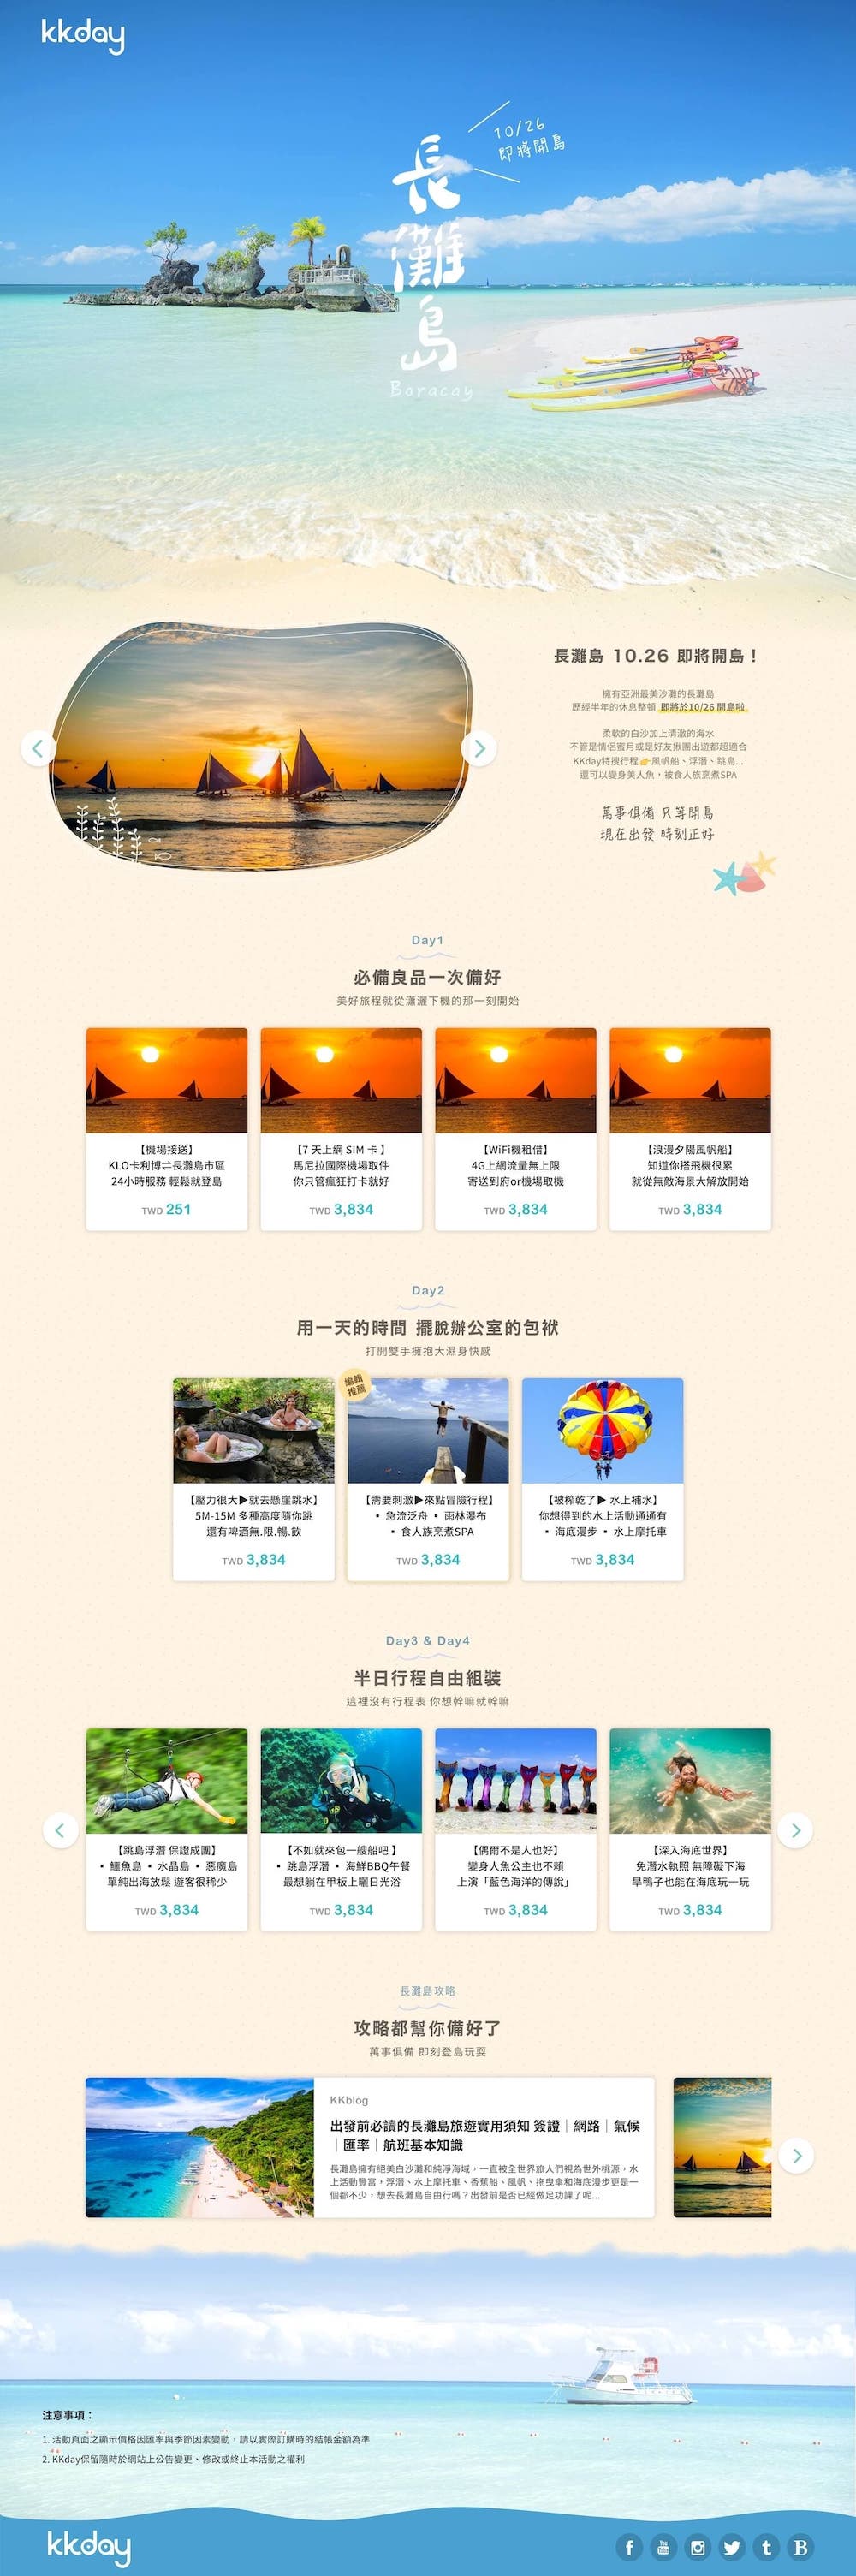 kkday
10/26
即將開島
長灘島
Boracay
長灘島 10.26 即將開島！
擁有亞洲最美沙灘的長灘島
歷經半年的休息整頓 即將於10/26 開島啦
柔軟的白沙加上清澈的海水
不管是情侶蜜月或是好友揪團出遊都超適合
KKday特搜行程👉風帆船、浮潛、跳島...
還可以變身美人魚，被食人族烹煮SPA
萬事俱備 只等開島
現在出發 時刻正好
Day1
必備良品一次備好
美好旅程就從瀟灑下機的那一刻開始
【機場接送】
KLO卡利博⇌長灘島市區
24小時服務 輕鬆就登島
TWD 251
【7 天上網 SIM 卡 】
馬尼拉國際機場取件
你只管瘋狂打卡就好
TWD 3,834
【WiFi機租借】
4G上網流量無上限
寄送到府or機場取機
TWD 3,834
【浪漫夕陽風帆船】
知道你搭飛機很累
就從無敵海景大解放開始
TWD 3,834
Day2
用一天的時間 擺脫辦公室的包袱
打開雙手擁抱大濕身快感
【壓力很大▶就去懸崖跳水】
5M-15M 多種高度隨你跳
還有啤酒無.限.暢.飲
TWD 3,834
編輯
推薦
【需要刺激▶來點冒險行程】
▪ 急流泛舟 ▪ 雨林瀑布
▪ 食人族烹煮SPA
TWD 3,834
【被榨乾了▶ 水上補水】
你想得到的水上活動通通有
▪ 海底漫步 ▪ 水上摩托車
TWD 3,834
Day3 & Day4
半日行程自由組裝
這裡沒有行程表 你想幹嘛就幹嘛
【跳島浮潛 保證成團】
▪ 鱷魚島 ▪ 水晶島 ▪ 惡魔島
單純出海放鬆 遊客很稀少
TWD 3,834
【不如就來包一艘船吧 】
▪ 跳島浮潛 ▪ 海鮮BBQ午餐
最想躺在甲板上曬日光浴
TWD 3,834
【偶爾不是人也好】
變身人魚公主也不賴
上演「藍色海洋的傳說」
TWD 3,834
【深入海底世界】
免潛水執照 無障礙下海
旱鴨子也能在海底玩一玩
TWD 3,834
長灘島攻略
攻略都幫你備好了
萬事俱備 即刻登島玩耍
KKblog
出發前必讀的長灘島旅遊實用須知 簽證｜網路｜氣候
｜匯率｜航班基本知識
長灘島擁有絕美白沙灘和純淨海域，一直被全世界旅人們視為世外桃源，水
上活動豐富，浮潛、水上摩托車、香蕉船、風帆、拖曳傘和海底漫步更是一
個都不少，想去長灘島自由行嗎？出發前是否已經做足功課了呢...
注意事項：
1. 活動頁面之顯示價格因匯率與季節因素變動，請以實際訂購時的結帳金額為準
2. KKday保留隨時於網站上公告變更、修改或終止本活動之權利
kkday